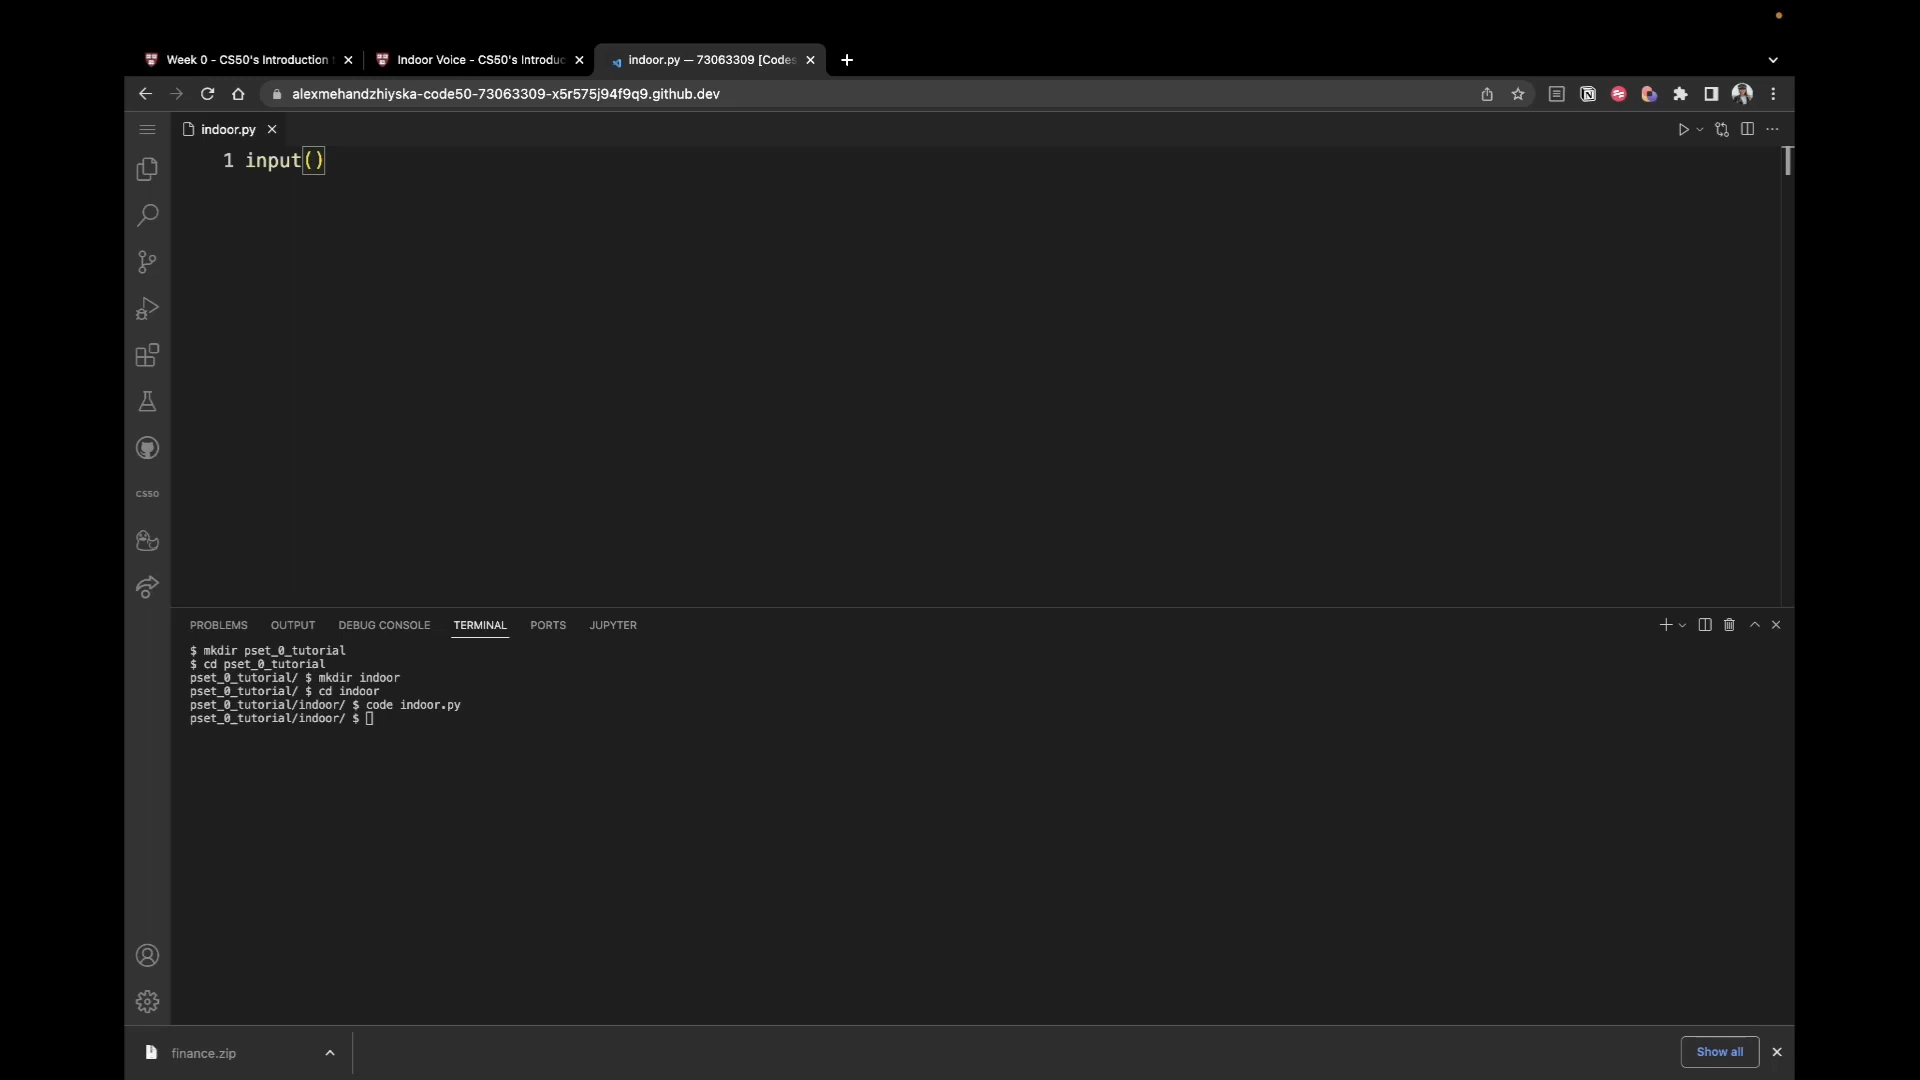 Week 0 - CS50's Introduction
Indoor Voice - CS50's Introduc
indoor.py — 73063309 [Codes
alexmehandzhiyska-code50-73063309-x5r575j94f9q9.github.dev
indoor.py
1 input()
CS50
PROBLEMS OUTPUT DEBUG CONSOLE TERMINAL PORTS JUPYTER
$ mkdir pset_0_tutorial
$ cd pset_0_tutorial
pset_0_tutorial/ $ mkdir indoor
pset_0_tutorial/ $ cd indoor
pset_0_tutorial/indoor/ $ code indoor.py
pset_0_tutorial/indoor/ $
finance.zip
Show all